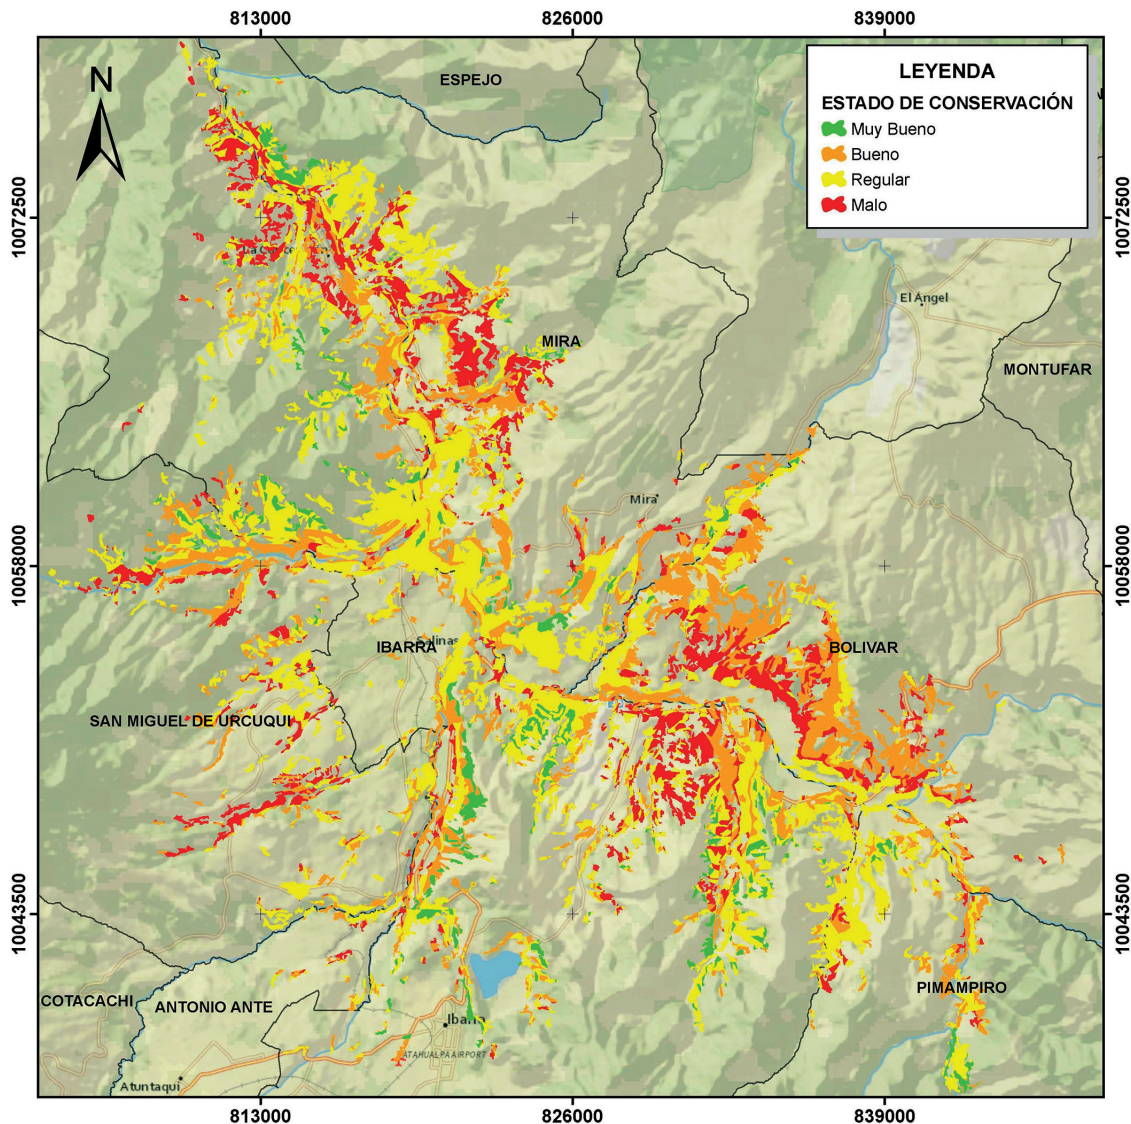 813000
826000
839000
N
ESPEJO
LEYENDA
ESTADO DE CONSERVACIÓN
Muy Bueno
Bueno
Regular
Malo
10072500
10072500
El Ángel
MIRA
MONTUFAR
Mira
10058000
10058000
Salinas
IBARRA
BOLIVAR
SAN MIGUEL DE URCUQUI
10043500
10043500
COTACACHI
ANTONIO ANTE
PIMAMPIRO
Ibarra
ATAHUALPA AIRPORT
Atuntaqui
813000
826000
839000